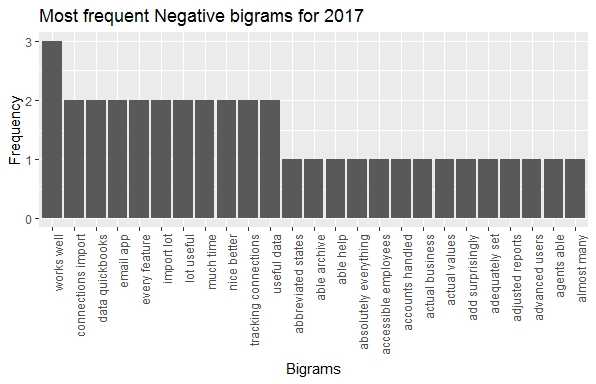 Most frequent Negative bigrams for 2017
Frequency
3
2
1
0
works well
connections import
data quickbooks
email app
every feature
import lot
lot useful
much time
nice better
tracking connections
useful data
abbreviated states
able archive
able help
absolutely everything
accessible employees
accounts handled
actual business
actual values
add surprisingly
adequately set
adjusted reports
advanced users
agents able
almost many
Bigrams